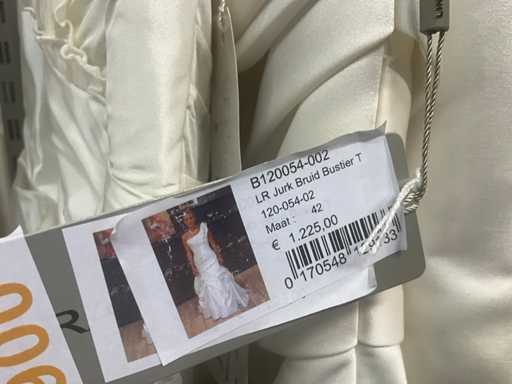 B120054-002
LR Jurk Bruid Bustier T
120-054-02
Maat : 42
€ 1.225,00